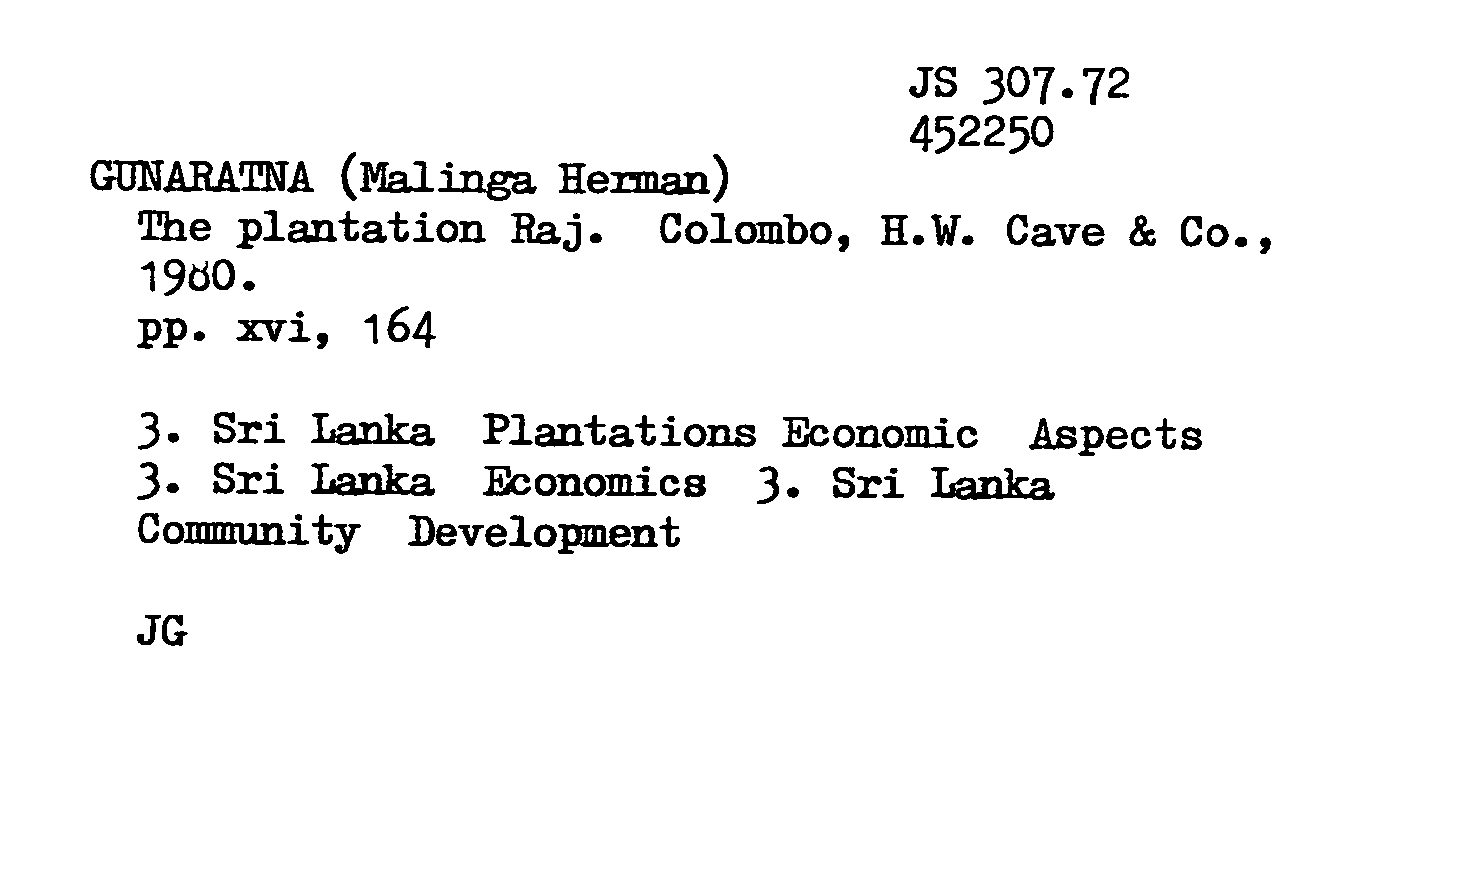 JS 307.72
452250
GUNARATNA (Malinga Herman)
The plantation Raj. Colombo, H.W. Cave & Co.,
1980.
pp. xvi, 164
3. Sri Lanka Plantations Economic Aspects
3. Sri Lanka Economics 3. Sri Lanka
Community Development
JG